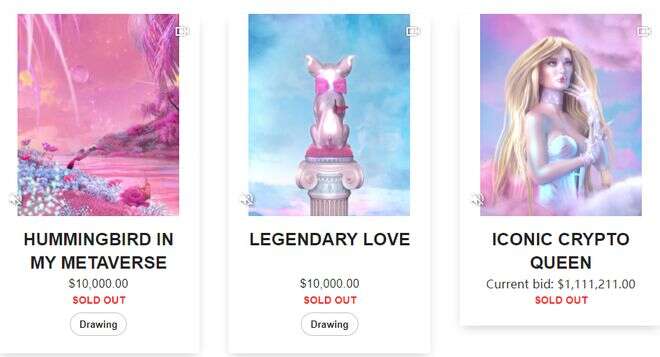 HUMMINGBIRD IN
MY METAVERSE
$10,000.00
SOLD OUT
Drawing
LEGENDARY LOVE
$10,000.00
SOLD OUT
Drawing
ICONIC CRYPTO
QUEEN
Current bid: $1,111,211.00
SOLD OUT